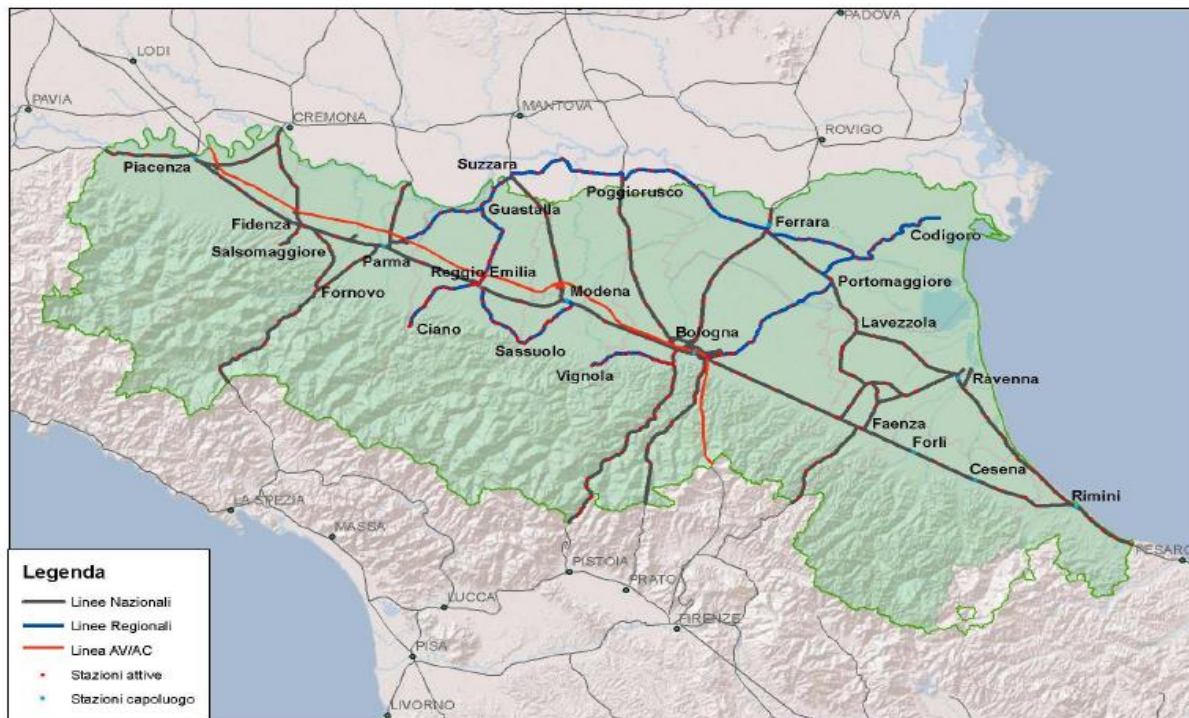 PADOVA
LODI
PAVIA
CREMONA
MANTOVA
ROVIGO
Piacenza
Suzzara
Poggiorusco
Guastalla
Ferrara
Fidenza
Codigoro
Salsomaggiore
Parma
Reggio Emilia
Portomaggiore
Fornovo
Modena
Ciano
Bologna
Lavezzola
Sassuolo
Vignola
Ravenna
Faenza
Forlì
Cesena
Rimini
LA SPEZIA
MASSA
PESARO
PISTOIA
PRATO
LUCCA
FIRENZE
PISA
LIVORNO
Legenda
Linee Nazionali
Linee Regionali
Linea AV/AC
Stazioni attive
Stazioni capoluogo